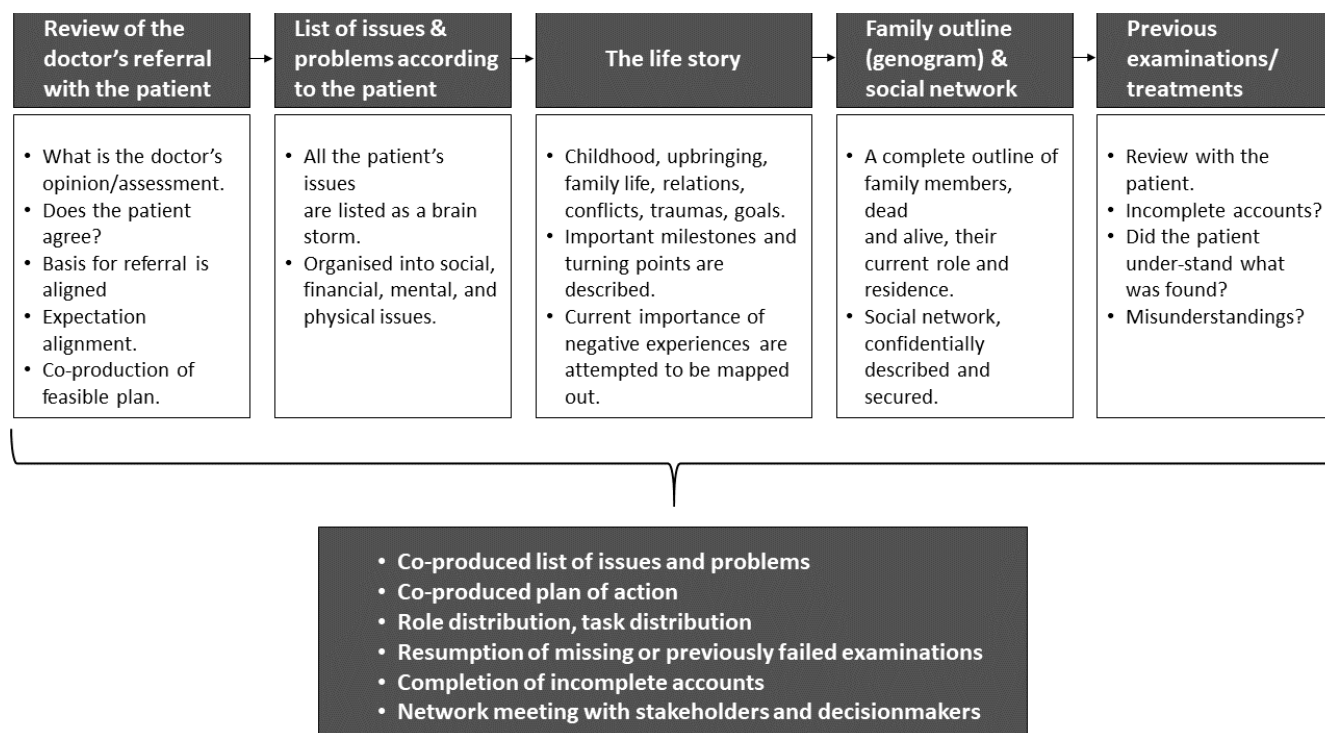 Review of the
doctor's referral
with the patient
List of issues &
problems according
to the patient
The life story
Family outline
(genogram) &
social network
Previous
examinations/
treatments
• What is the doctor's
opinion/assessment.
• Does the patient
agree?
• Basis for referral is
aligned
• Expectation
alignment.
• Co-production of
feasible plan.
• All the patient's
issues
are listed as a brain
storm.
• Organised into social,
financial, mental, and
physical issues.
• Childhood, upbringing,
family life, relations,
conflicts, traumas, goals.
• Important milestones and
turning points are
described.
• Current importance of
negative experiences are
attempted to be mapped
out.
• A complete outline of
family members,
dead
and alive, their
current role and
residence.
• Social network,
confidentially
described and
secured.
• Review with the
patient.
• Incomplete accounts?
• Did the patient
under-stand what
was found?
• Misunderstandings?
• Co-produced list of issues and problems
• Co-produced plan of action
• Role distribution, task distribution
• Resumption of missing or previously failed examinations
• Completion of incomplete accounts
• Network meeting with stakeholders and decisionmakers